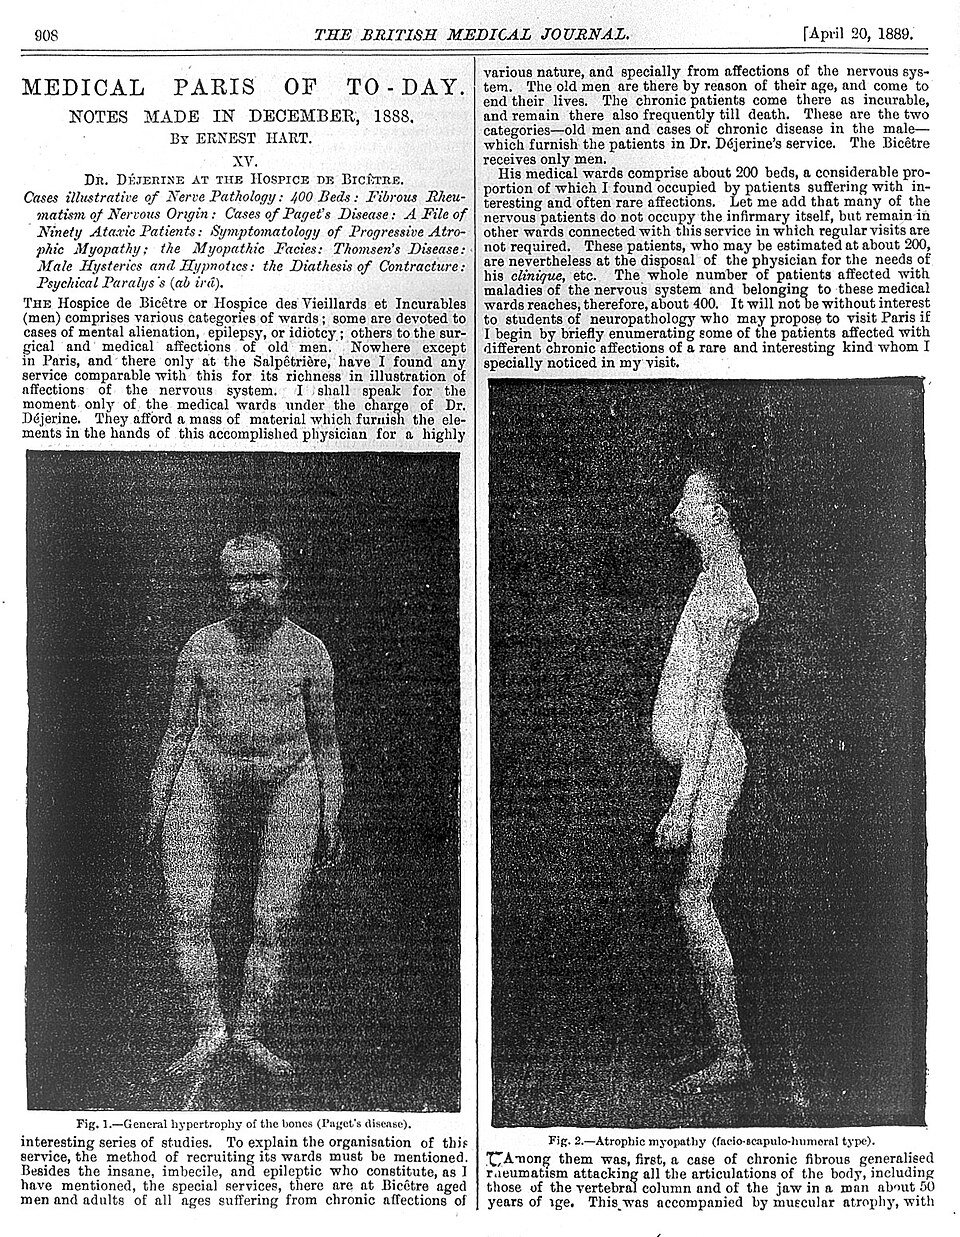 908 THE BRITISH MEDICAL JOURNAL. [April 20, 1889.
MEDICAL PARIS OF TO-DAY.
NOTES MADE IN DECEMBER, 1888.
BY ERNEST HART.
XV.
DR. DÉJERINE AT THE HOSPICE DE BICÊTRE.
Cases illustrative of Nerve Pathology: 400 Beds: Fibrous Rheu-
matism of Nervous Origin: Cases of Paget's Disease: A File of
Ninety Ataxic Patients: Symptomatology of Progressive Atro-
phic Myopathy; the Myopathic Facies: Thomsen's Disease:
Male Hysterics and Hypnotics: the Diathesis of Contracture:
Psychical Paralys's (ab ird).
THE Hospice de Bicêtre or Hospice des Vieillards et Incurables
(men) comprises various categories of wards; some are devoted to
cases of mental alienation, epilepsy, or idiotcy; others to the sur-
gical and medical affections of old men. Nowhere except
in Paris, and there only at the Salpêtrière, have I found any
service comparable with this for its richness in illustration of
affections of the nervous system. I shall speak for the
moment only of the medical wards under the charge of Dr.
Déjerine. They afford a mass of material which furnish the ele-
ments in the hands of this accomplished physician for a highly
Fig. 1.—General hypertrophy of the bones (Paget's disease).
interesting series of studies. To explain the organisation of this
service, the method of recruiting its wards must be mentioned.
Besides the insane, imbecile, and epileptic who constitute, as I
have mentioned, the special services, there are at Bicêtre aged
men and adults of all ages suffering from chronic affections of
various nature, and specially from affections of the nervous sys-
tem. The old men are there by reason of their age, and come to
end their lives. The chronic patients come there as incurable,
and remain there also frequently till death. These are the two
categories—old men and cases of chronic disease in the male—
which furnish the patients in Dr. Déjerine's service. The Bicêtre
receives only men.
His medical wards comprise about 200 beds, a considerable pro-
portion of which I found occupied by patients suffering with in-
teresting and often rare affections. Let me add that many of the
nervous patients do not occupy the infirmary itself, but remain in
other wards connected with this service in which regular visits are
not required. These patients, who may be estimated at about 200,
are nevertheless at the disposal of the physician for the needs of
his clinique, etc. The whole number of patients affected with
maladies of the nervous system and belonging to these medical
wards reaches, therefore, about 400. It will not be without interest
to students of neuropathology who may propose to visit Paris if
I begin by briefly enumerating some of the patients affected with
different chronic affections of a rare and interesting kind whom I
specially noticed in my visit.
Fig. 2.—Atrophic myopathy (facio-scapulo-humeral type).
Among them was, first, a case of chronic fibrous generalised
rheumatism attacking all the articulations of the body, including
those of the vertebral column and of the jaw in a man about 50
years of age. This was accompanied by muscular atrophy, with